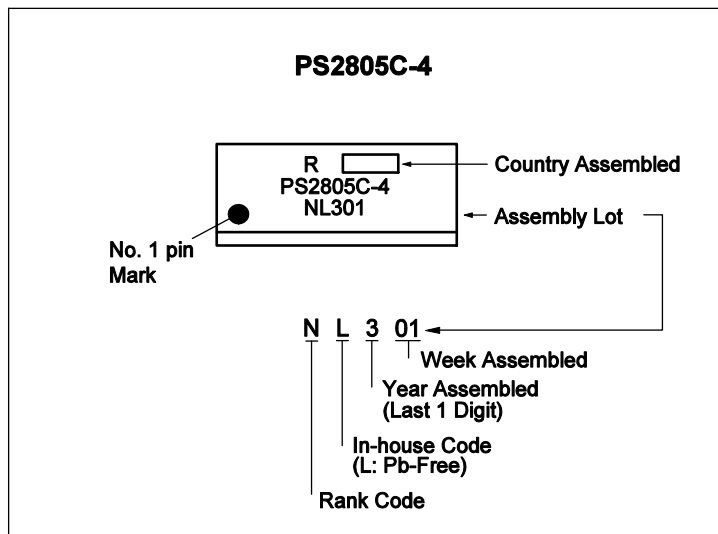 PS2805C-4
R
Country Assembled
PS2805C-4
NL301
Assembly Lot
No. 1 pin
Mark
N L 3 01
Week Assembled
Year Assembled
(Last 1 Digit)
In-house Code
(L: Pb-Free)
Rank Code